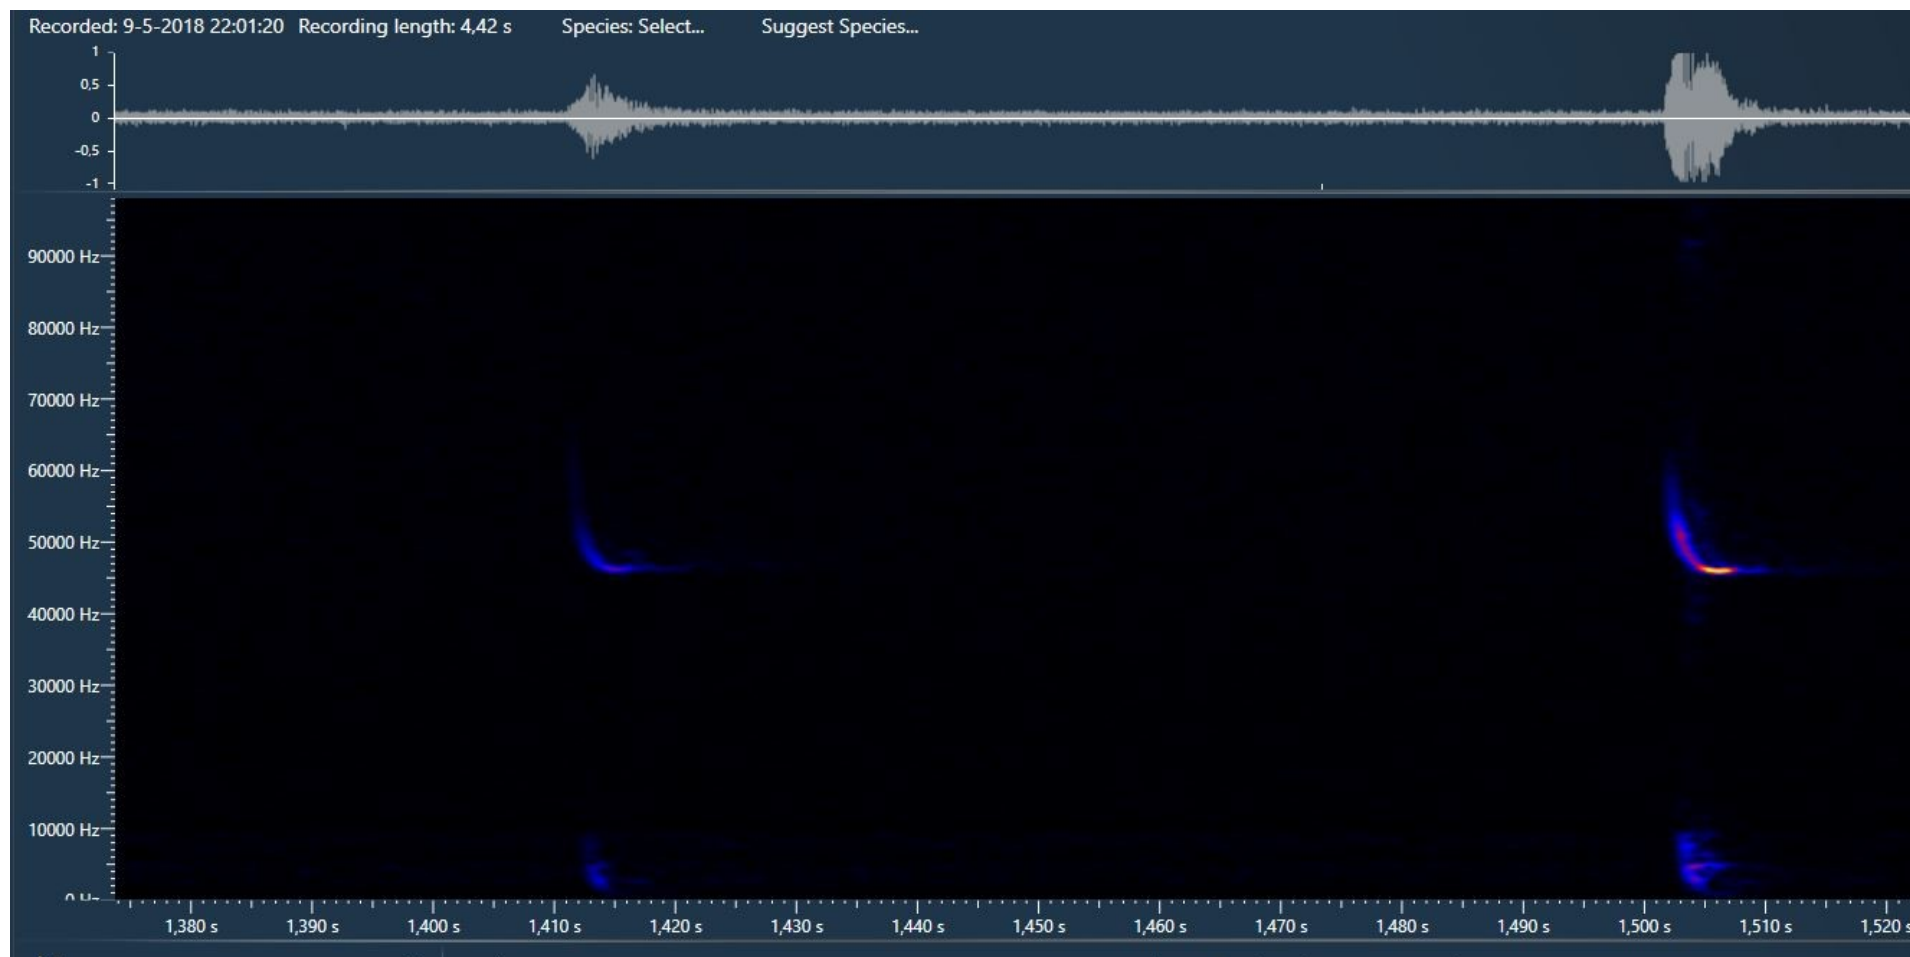 Recorded: 9-5-2018 22:01:20 Recording length: 4,42 s Species: Select... Suggest Species...
1
0,5
0
-0,5
-1
90000 Hz
80000 Hz
70000 Hz
60000 Hz
50000 Hz
40000 Hz
30000 Hz
20000 Hz
10000 Hz
0 Hz
1,380 s 1,390 s 1,400 s 1,410 s 1,420 s 1,430 s 1,440 s 1,450 s 1,460 s 1,470 s 1,480 s 1,490 s 1,500 s 1,510 s 1,520 s